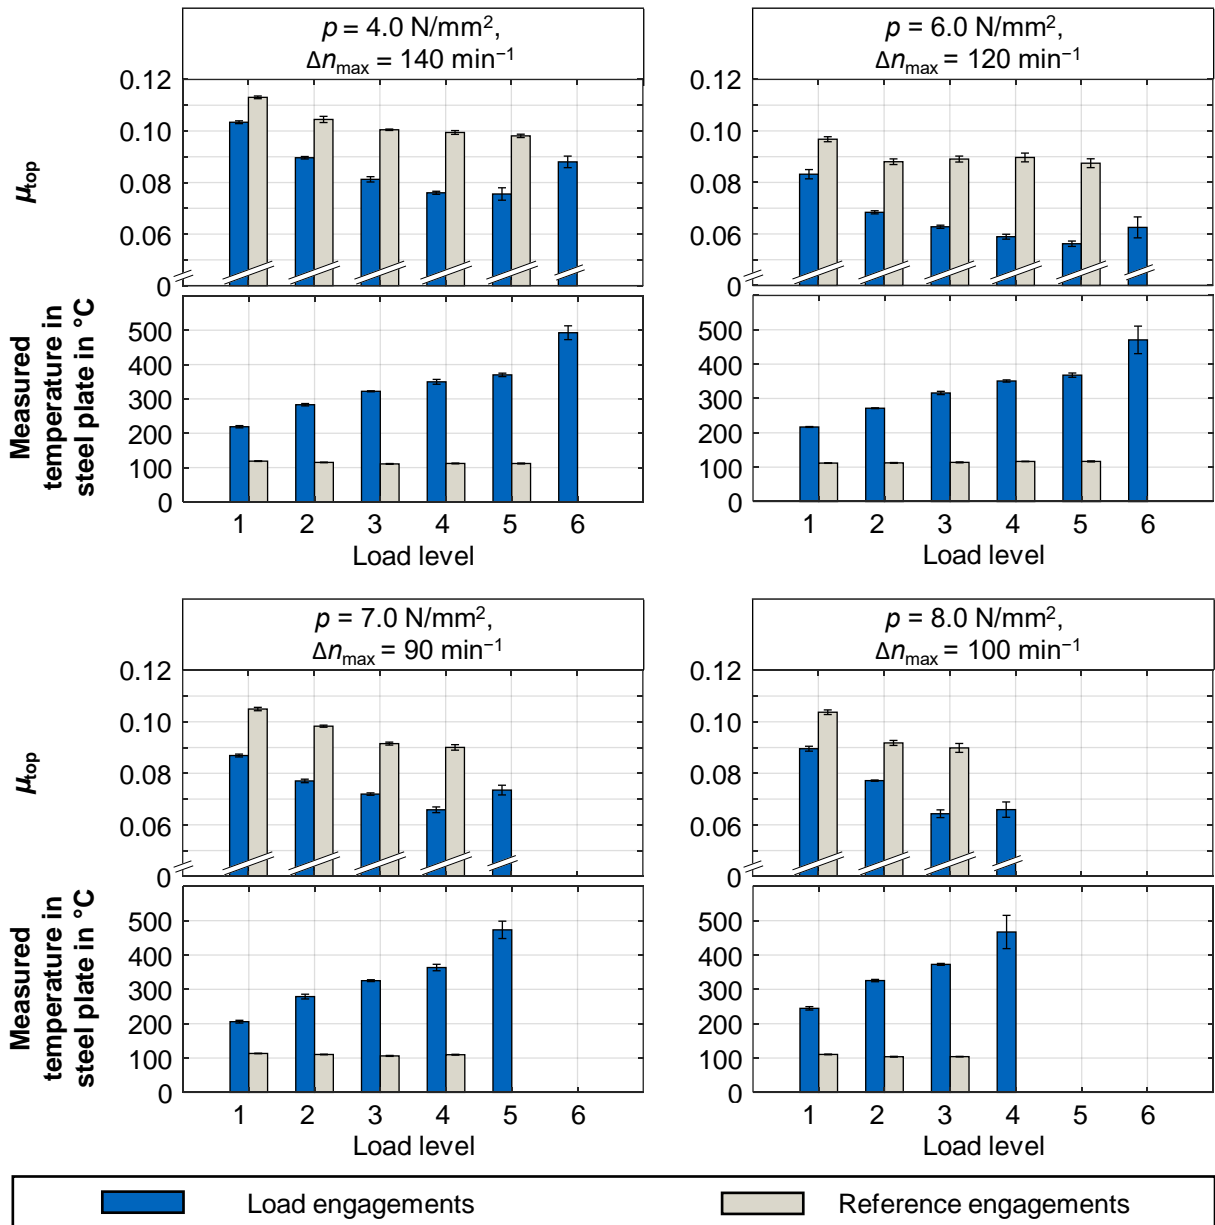 p = 4.0 N/mm²,
Δn_max = 140 min⁻¹
0.12
0.10
0.08
0.06
0
μ_top
500
400
300
200
100
0
Measured
temperature in
steel plate in °C
1 2 3 4 5 6
Load level
p = 6.0 N/mm²,
Δn_max = 120 min⁻¹
0.12
0.10
0.08
0.06
0
500
400
300
200
100
0
1 2 3 4 5 6
Load level
p = 7.0 N/mm²,
Δn_max = 90 min⁻¹
0.12
0.10
0.08
0.06
0
μ_top
500
400
300
200
100
0
Measured
temperature in
steel plate in °C
1 2 3 4 5 6
Load level
p = 8.0 N/mm²,
Δn_max = 100 min⁻¹
0.12
0.10
0.08
0.06
0
500
400
300
200
100
0
1 2 3 4 5 6
Load level
Load engagements
Reference engagements